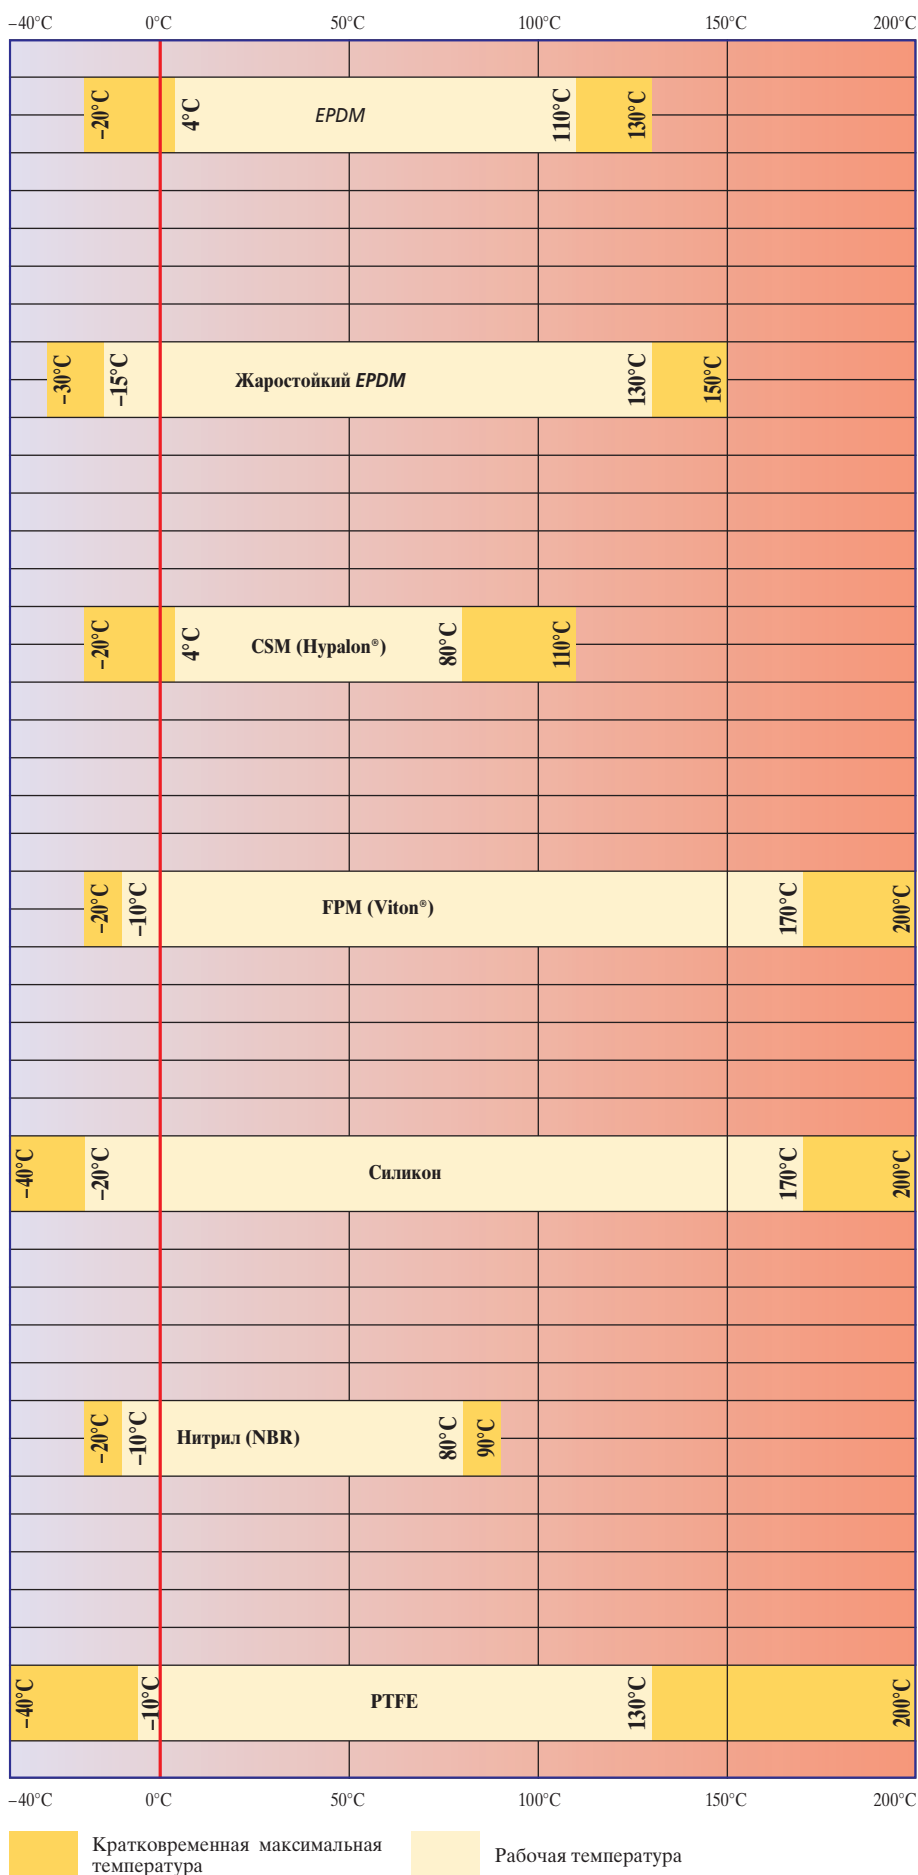 −40°C 0°C 50°C 100°C 150°C 200°C
−20°C 4°C EPDM 110°C 130°C
−30°C −15°C Жаростойкий EPDM 130°C 150°C
−20°C 4°C CSM (Hypalon®) 80°C 110°C
−20°C −10°C FPM (Viton®) 170°C 200°C
−40°C −20°C Силикон 170°C 200°C
−20°C −10°C Нитрил (NBR) 80°C 90°C
−40°C −10°C PTFE 130°C 200°C
−40°C 0°C 50°C 100°C 150°C 200°C
Кратковременная максимальная
температура
Рабочая температура